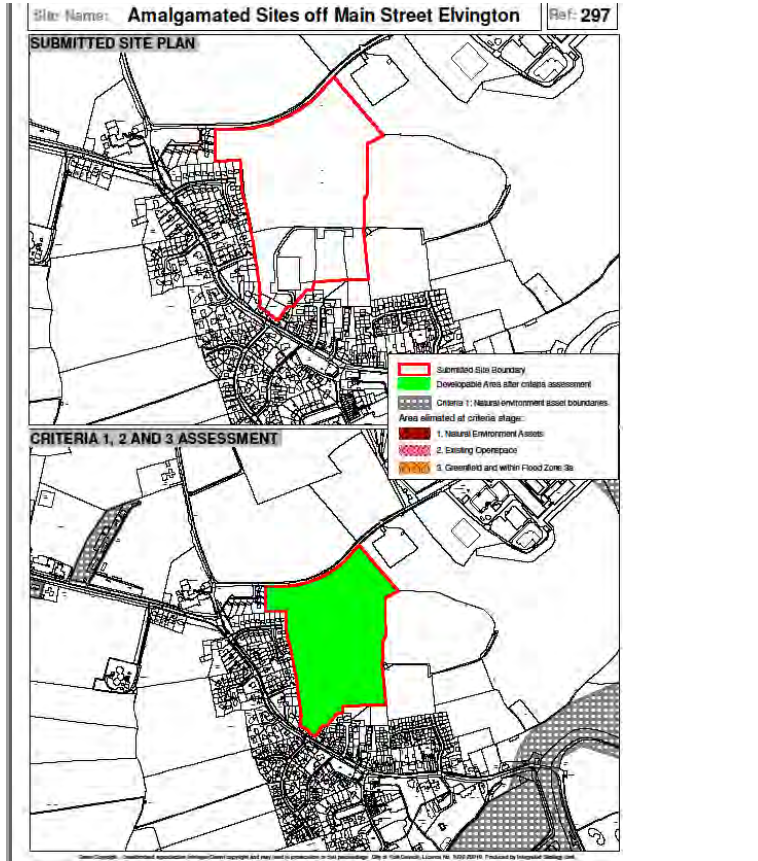 Site Name: Amalgamated Sites off Main Street Elvington Ref: 297
SUBMITTED SITE PLAN
Submitted Site Boundary
Developable Area after criteria assessment
Criteria 1: Natural environment asset boundaries
Area elimated at criteria stage:
1. Natural Environment Assets
2. Existing Openspace
3. Greenfield and within Flood Zone 3a
CRITERIA 1, 2 AND 3 ASSESSMENT